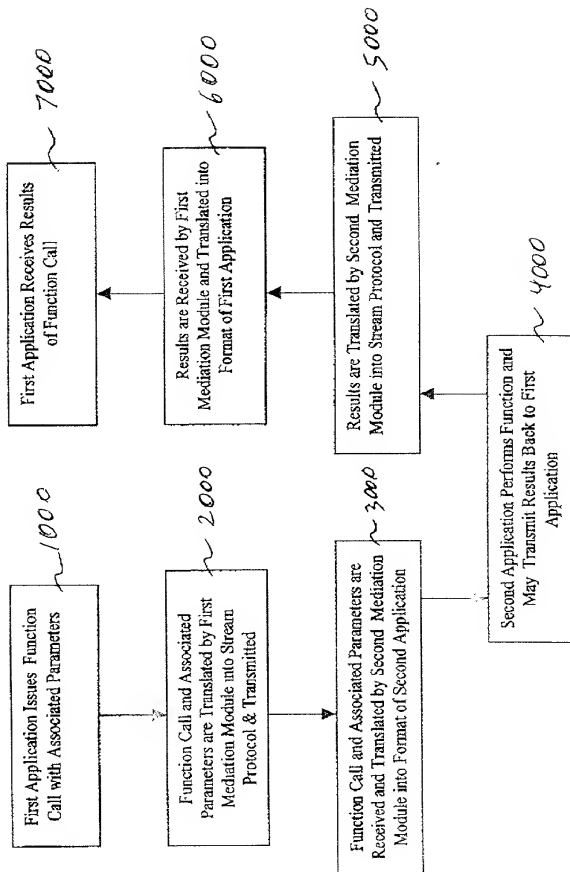 First Application Issues Function
Call with Associated Parameters
1000
Function Call and Associated
Parameters are Translated by First
Mediation Module into Stream
Protocol & Transmitted
2000
Function Call and Associated Parameters are
Received and Translated by Second Mediation
Module into Format of Second Application
3000
Second Application Performs Function and
May Transmit Results Back to First
Application
4000
Results are Translated by Second Mediation
Module into Stream Protocol and Transmitted
5000
Results are Received by First
Mediation Module and Translated into
Format of First Application
6000
First Application Receives Results
of Function Call
7000